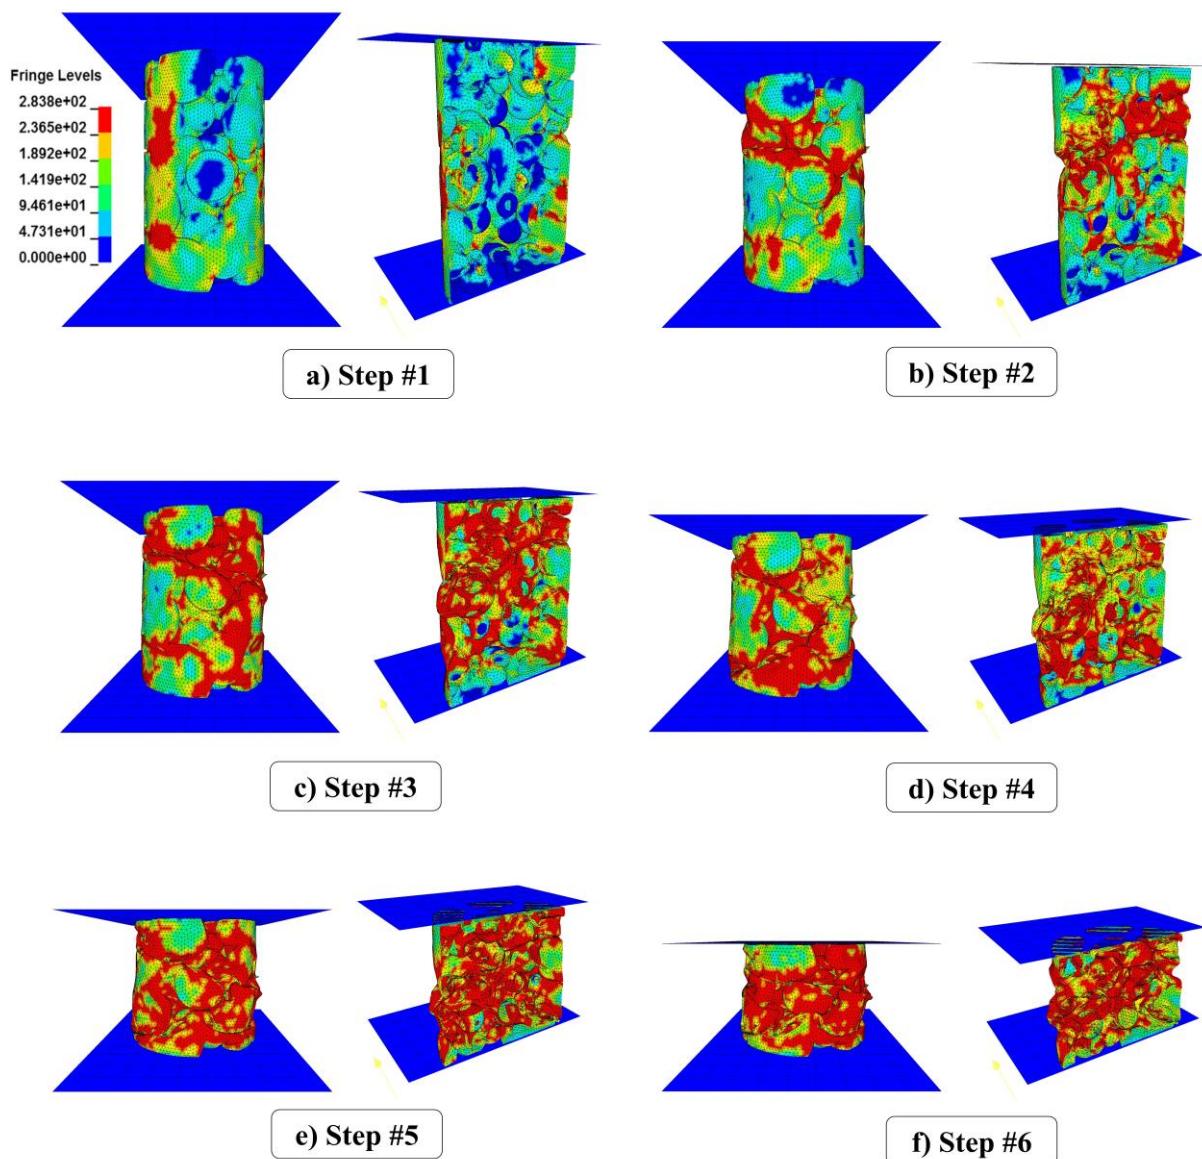 Fringe Levels
2.838e+02
2.365e+02
1.892e+02
1.419e+02
9.461e+01
4.731e+01
0.000e+00
a) Step #1
b) Step #2
c) Step #3
d) Step #4
e) Step #5
f) Step #6